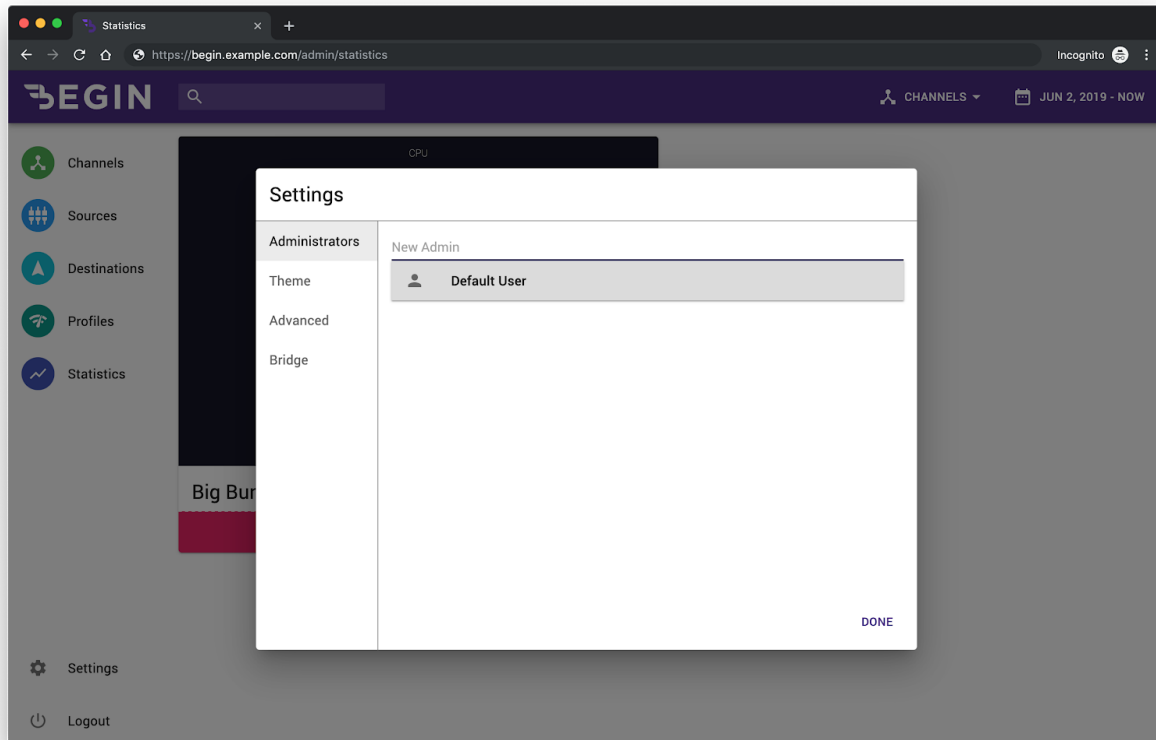 Statistics
https://begin.example.com/admin/statistics
Incognito
BEGIN
CHANNELS
JUN 2, 2019 - NOW
Channels
Sources
Destinations
Profiles
Statistics
Settings
Logout
CPU
Big Bu
Settings
Administrators
Theme
Advanced
Bridge
New Admin
Default User
DONE